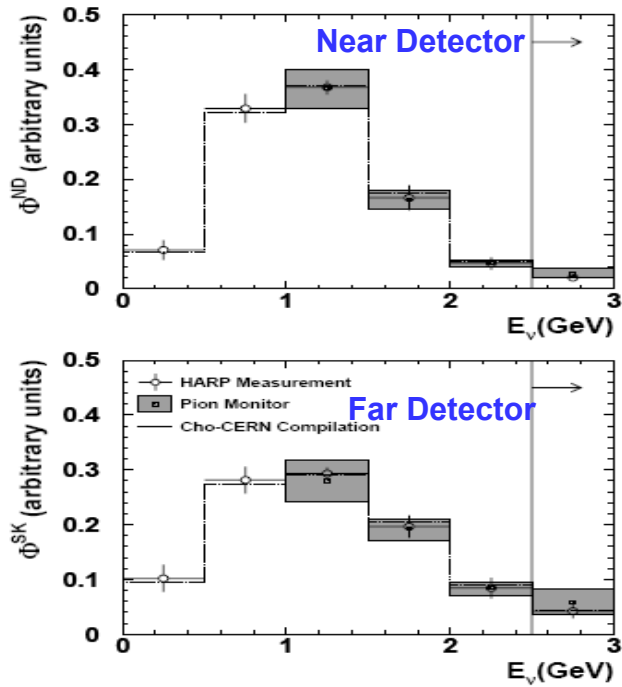 Near Detector
Φ^ND (arbitrary units)
0.5
0.4
0.3
0.2
0.1
0
0 1 2 3
E_ν(GeV)
Far Detector
Φ^SK (arbitrary units)
0.5
0.4
0.3
0.2
0.1
0
HARP Measurement
Pion Monitor
Cho-CERN Compilation
0 1 2 3
E_ν(GeV)